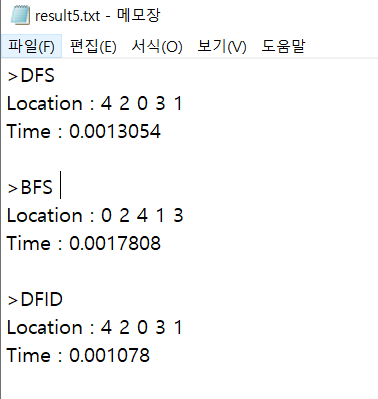 result5.txt - 메모장
파일(F) 편집(E) 서식(O) 보기(V) 도움말
>DFS
Location : 4 2 0 3 1
Time : 0.0013054
>BFS
Location : 0 2 4 1 3
Time : 0.0017808
>DFID
Location : 4 2 0 3 1
Time : 0.001078